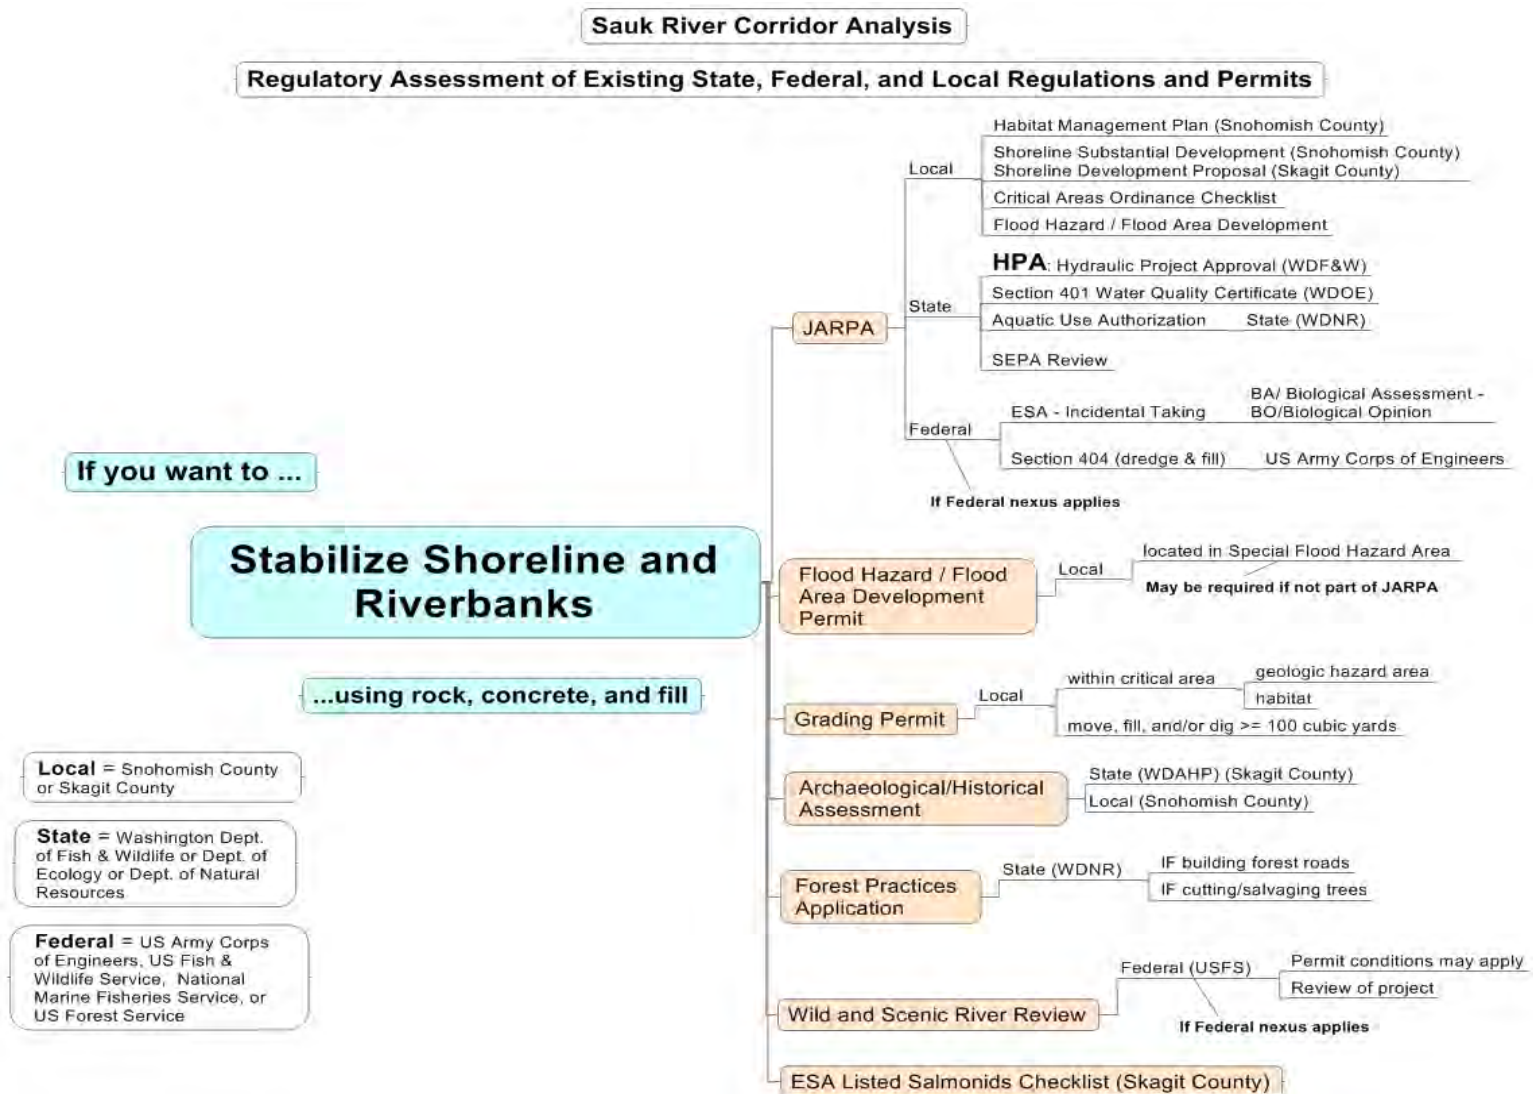 Sauk River Corridor Analysis
Regulatory Assessment of Existing State, Federal, and Local Regulations and Permits
If you want to ...
Stabilize Shoreline and
Riverbanks
...using rock, concrete, and fill
JARPA
Local
Habitat Management Plan (Snohomish County)
Shoreline Substantial Development (Snohomish County)
Shoreline Development Proposal (Skagit County)
Critical Areas Ordinance Checklist
Flood Hazard / Flood Area Development
State
HPA: Hydraulic Project Approval (WDF&W)
Section 401 Water Quality Certificate (WDOE)
Aquatic Use Authorization State (WDNR)
SEPA Review
Federal
ESA - Incidental Taking
BA/ Biological Assessment -
BO/Biological Opinion
Section 404 (dredge & fill) US Army Corps of Engineers
If Federal nexus applies
Flood Hazard / Flood
Area Development
Permit
Local
located in Special Flood Hazard Area
May be required if not part of JARPA
Grading Permit
Local
within critical area
geologic hazard area
habitat
move, fill, and/or dig >= 100 cubic yards
Archaeological/Historical
Assessment
State (WDAHP) (Skagit County)
Local (Snohomish County)
Forest Practices
Application
State (WDNR)
IF building forest roads
IF cutting/salvaging trees
Wild and Scenic River Review
Federal (USFS)
Permit conditions may apply
Review of project
If Federal nexus applies
ESA Listed Salmonids Checklist (Skagit County)
Local = Snohomish County
or Skagit County
State = Washington Dept.
of Fish & Wildlife or Dept. of
Ecology or Dept. of Natural
Resources
Federal = US Army Corps
of Engineers, US Fish &
Wildlife Service, National
Marine Fisheries Service, or
US Forest Service